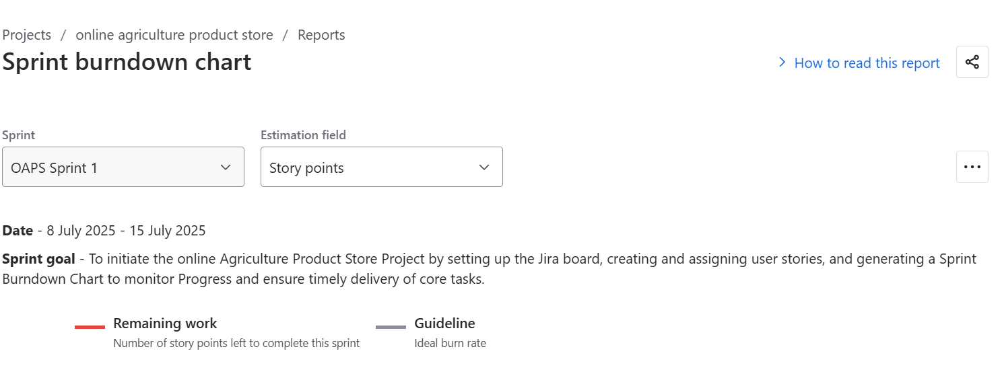 Projects / online agriculture product store / Reports
Sprint burndown chart
How to read this report
Sprint
Estimation field
OAPS Sprint 1
Story points
Date - 8 July 2025 - 15 July 2025
Sprint goal - To initiate the online Agriculture Product Store Project by setting up the Jira board, creating and assigning user stories, and generating a Sprint
Burndown Chart to monitor Progress and ensure timely delivery of core tasks.
Remaining work
Number of story points left to complete this sprint
Guideline
Ideal burn rate